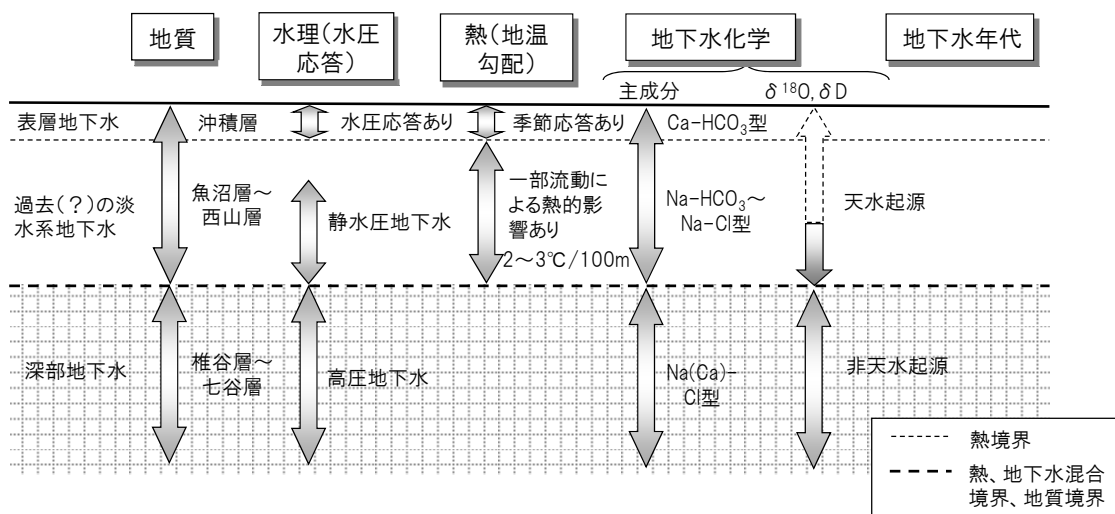 地質
水理(水圧
応答)
熱(地温
勾配)
地下水化学
地下水年代
主成分
δ¹⁸O, δD
表層地下水
沖積層
水圧応答あり
季節応答あり
Ca-HCO₃型
過去(?)の淡
水系地下水
魚沼層~
西山層
静水圧地下水
一部流動に
よる熱的影
響あり
2~3℃/100m
Na-HCO₃~
Na-Cl型
天水起源
深部地下水
椎谷層~
七谷層
高圧地下水
Na(Ca)-
Cl型
非天水起源
熱境界
熱、地下水混合
境界、地質境界